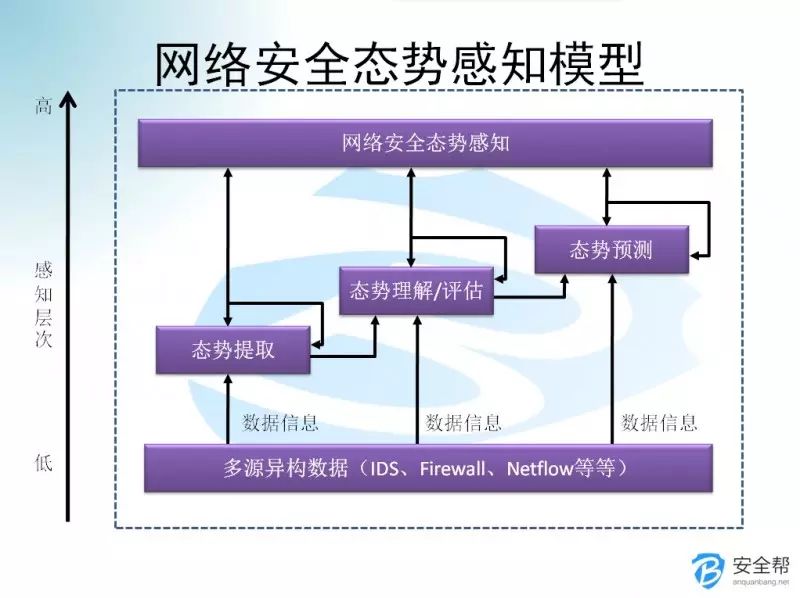 网络安全态势感知模型
高
网络安全态势感知
态势预测
感知层次
态势理解/评估
态势提取
数据信息
数据信息
数据信息
低
多源异构数据（IDS、Firewall、Netflow等等）
安全帮
anquanbang.net